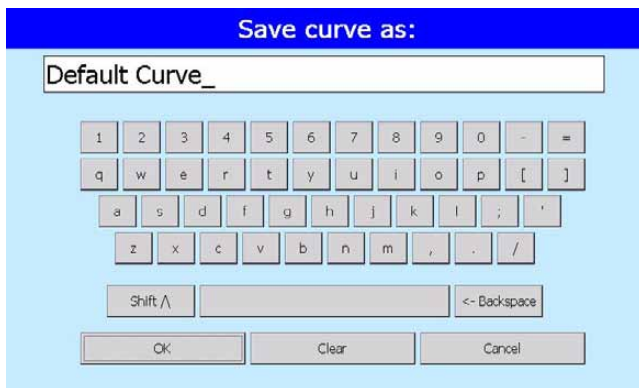 Save curve as:
Default Curve_
1 2 3 4 5 6 7 8 9 0 - =
q w e r t y u i o p [ ]
a s d f g h j k l ; '
z x c v b n m , . /
Shift /\ <- Backspace
OK Clear Cancel